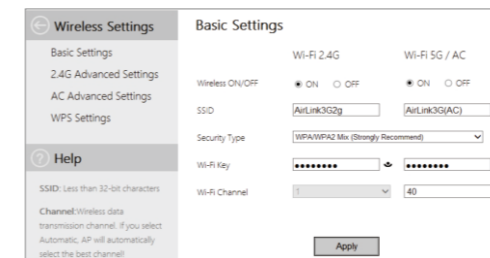 Wireless Settings
Basic Settings
2.4G Advanced Settings
AC Advanced Settings
WPS Settings
Help
SSID: Less than 32-bit characters
Channel:Wireless data
transmission channel. If you select
Automatic, AP will automatically
select the best channel!
Basic Settings
Wi-Fi 2.4G Wi-Fi 5G / AC
Wireless ON/OFF ON OFF ON OFF
SSID AirLink3G2g AirLink3G(AC)
Security Type WPA/WPA2 Mix (Strongly Recommend)
Wi-Fi Key ●●●●●●●● ●●●●●●●●
Wi-Fi Channel 1 40
Apply